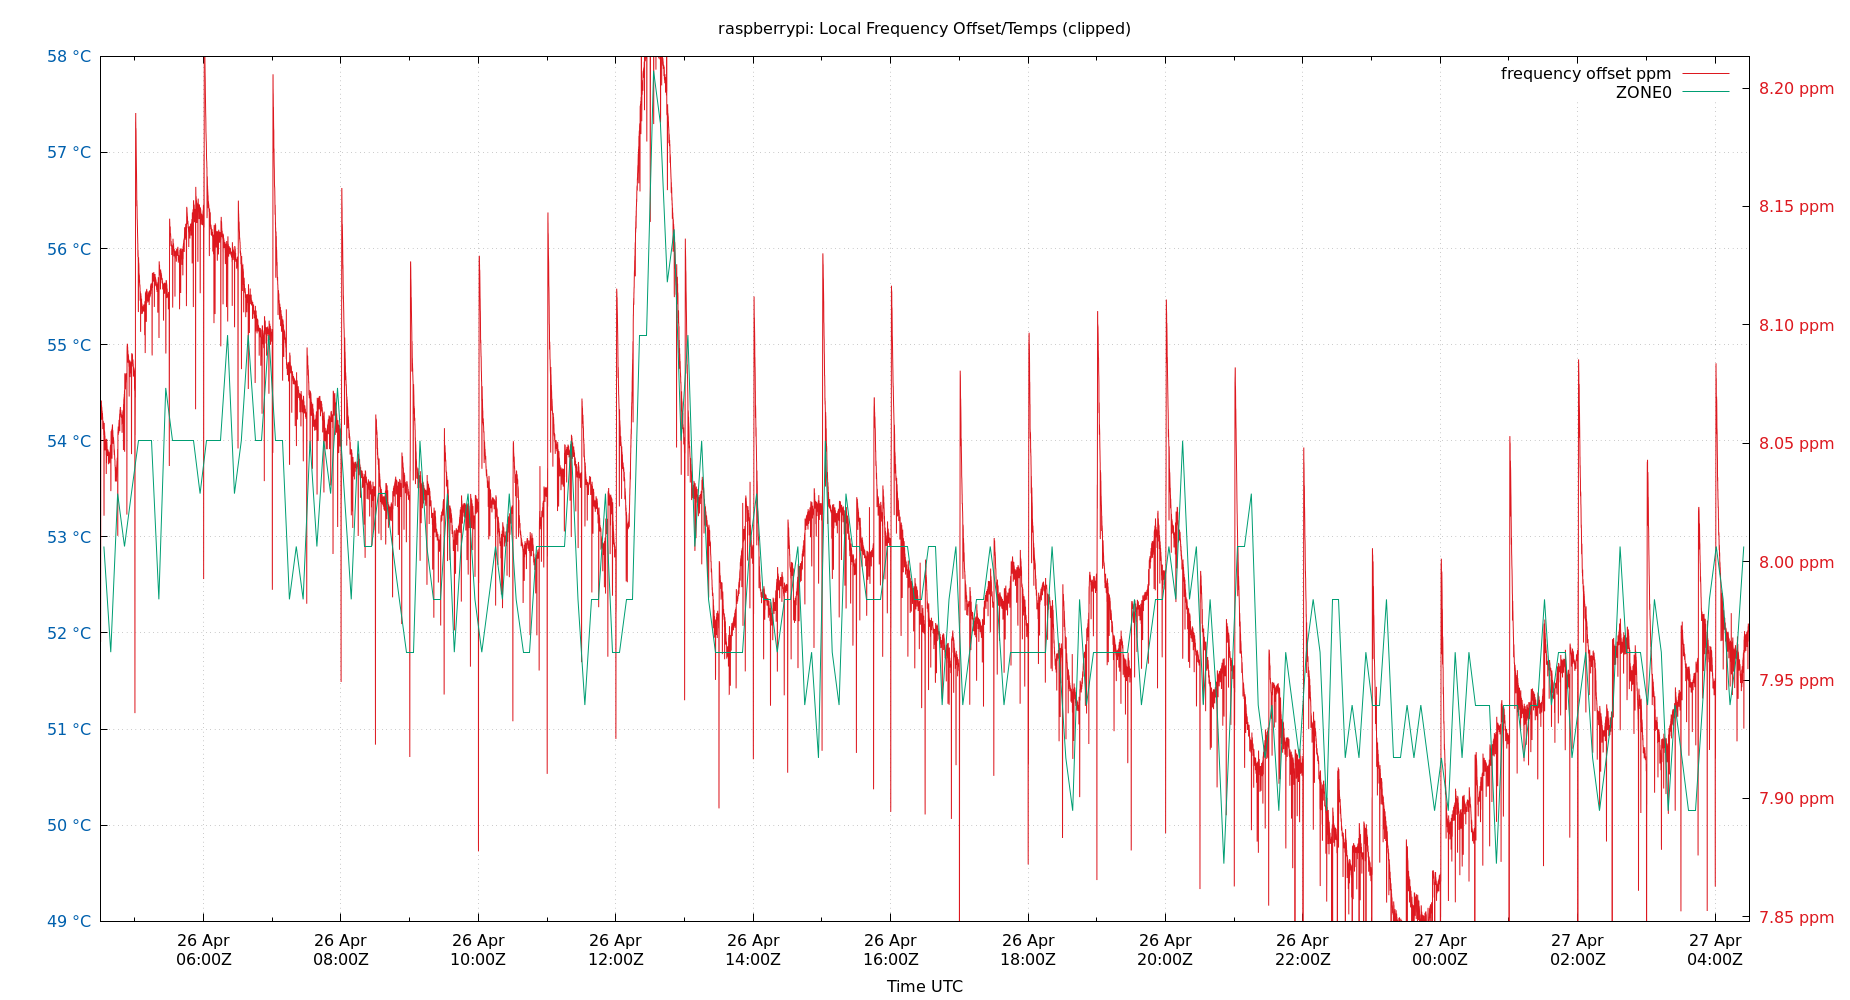 raspberrypi: Local Frequency Offset/Temps (clipped)
frequency offset ppm
ZONE0
58 °C
57 °C
56 °C
55 °C
54 °C
53 °C
52 °C
51 °C
50 °C
49 °C
8.20 ppm
8.15 ppm
8.10 ppm
8.05 ppm
8.00 ppm
7.95 ppm
7.90 ppm
7.85 ppm
26 Apr
06:00Z
26 Apr
08:00Z
26 Apr
10:00Z
26 Apr
12:00Z
26 Apr
14:00Z
26 Apr
16:00Z
26 Apr
18:00Z
26 Apr
20:00Z
26 Apr
22:00Z
27 Apr
00:00Z
27 Apr
02:00Z
27 Apr
04:00Z
Time UTC